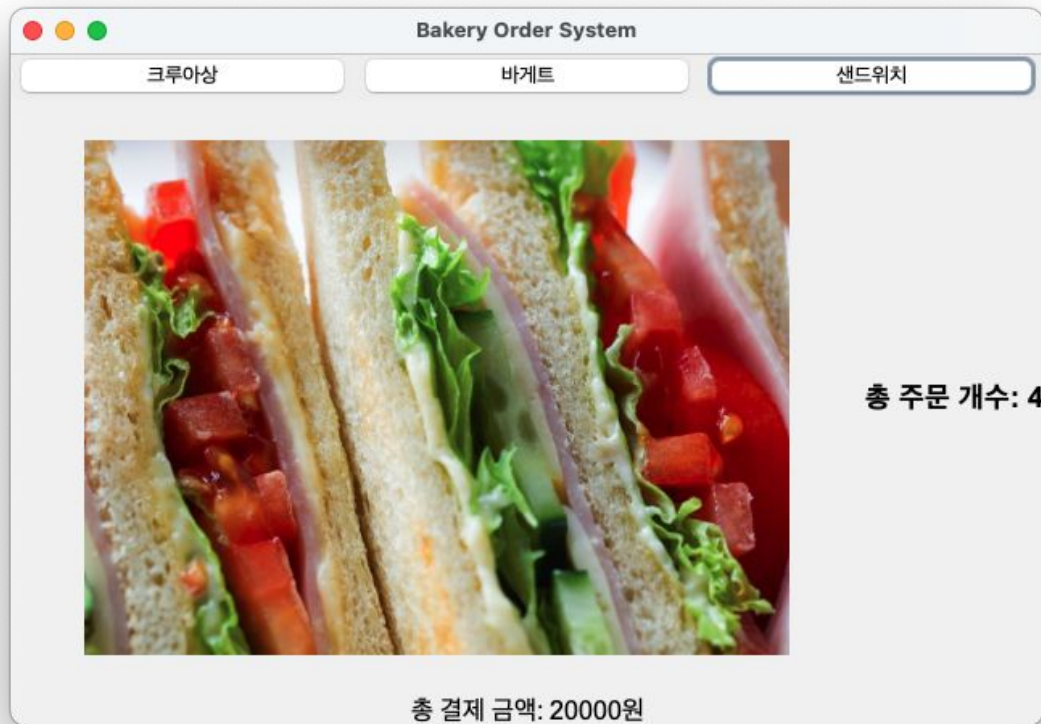 Bakery Order System
크루아상
바게트
샌드위치
총 주문 개수: 4
총 결제 금액: 20000원